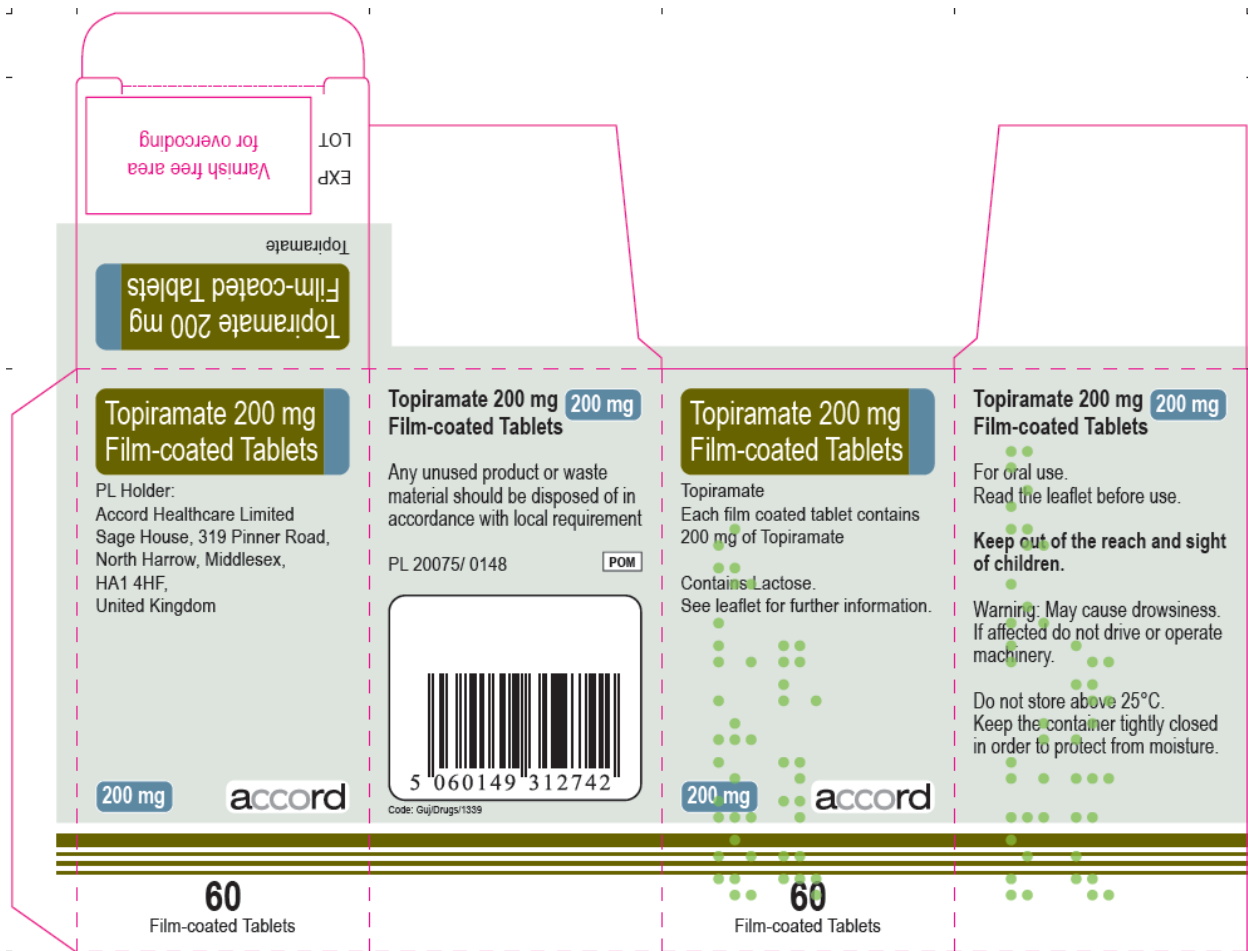 Varnish free area
for overcoding
EXP
LOT
Topiramate 200 mg
Film-coated Tablets
Topiramate
Topiramate 200 mg
Film-coated Tablets
PL Holder:
Accord Healthcare Limited
Sage House, 319 Pinner Road,
North Harrow, Middlesex,
HA1 4HF,
United Kingdom
200 mg
accord
60
Film-coated Tablets
Topiramate 200 mg
Film-coated Tablets
200 mg
Any unused product or waste
material should be disposed of in
accordance with local requirement
PL 20075/ 0148
POM
5 060149 312742
Code: Guj/Drugs/1339
Topiramate 200 mg
Film-coated Tablets
Topiramate
Each film coated tablet contains
200 mg of Topiramate
Contains Lactose.
See leaflet for further information.
200 mg
accord
60
Film-coated Tablets
Topiramate 200 mg
Film-coated Tablets
200 mg
For oral use.
Read the leaflet before use.
Keep out of the reach and sight
of children.
Warning: May cause drowsiness.
If affected do not drive or operate
machinery.
Do not store above 25°C.
Keep the container tightly closed
in order to protect from moisture.